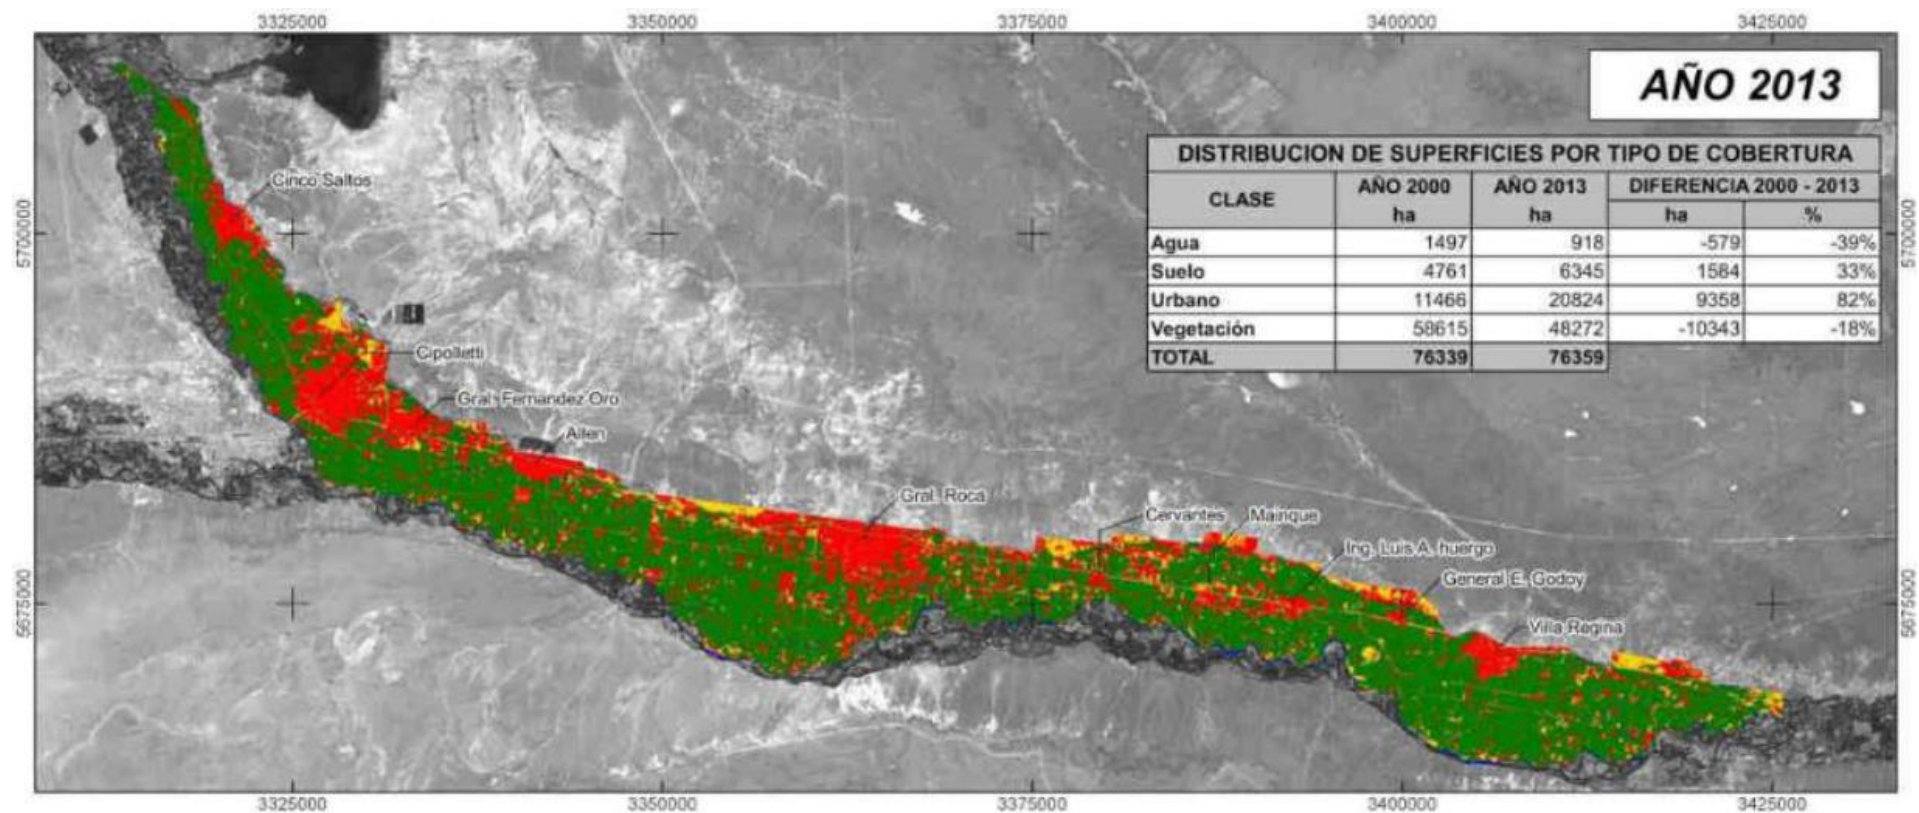 3325000 3350000 3375000 3400000 3425000
AÑO 2013
DISTRIBUCION DE SUPERFICIES POR TIPO DE COBERTURA
CLASE AÑO 2000 AÑO 2013 DIFERENCIA 2000 - 2013
ha ha ha %
Agua 1497 918 -579 -39%
Suelo 4761 6345 1584 33%
Urbano 11466 20824 9358 82%
Vegetación 58615 48272 -10343 -18%
TOTAL 76339 76359
Cinco Saltos
5700000 5700000
Cipolletti
Gral. Fernandez Oro
Allen
Gral. Roca
Cervantes Mainque
Ing. Luis A. huergo
General E. Godoy
5675000 5675000
Villa Regina
3325000 3350000 3375000 3400000 3425000